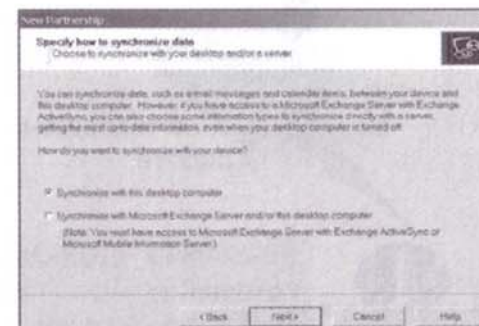 New Partnership
Specify how to synchronize data
Choose to synchronize with your desktop and/or a server.
You can synchronize data, such as e-mail messages and calendar items, between your device and
this desktop computer. However, if you have access to a Microsoft Exchange Server with Exchange
ActiveSync, you can also choose some information types to synchronize directly with a server,
getting the most up-to-date information, even when your desktop computer is turned off.
How do you want to synchronize with your device?
Synchronize with this desktop computer
Synchronize with Microsoft Exchange Server and/or this desktop computer
(Note: You must have access to Microsoft Exchange Server with Exchange ActiveSync or
Microsoft Mobile Information Server.)
< Back
Next >
Cancel
Help